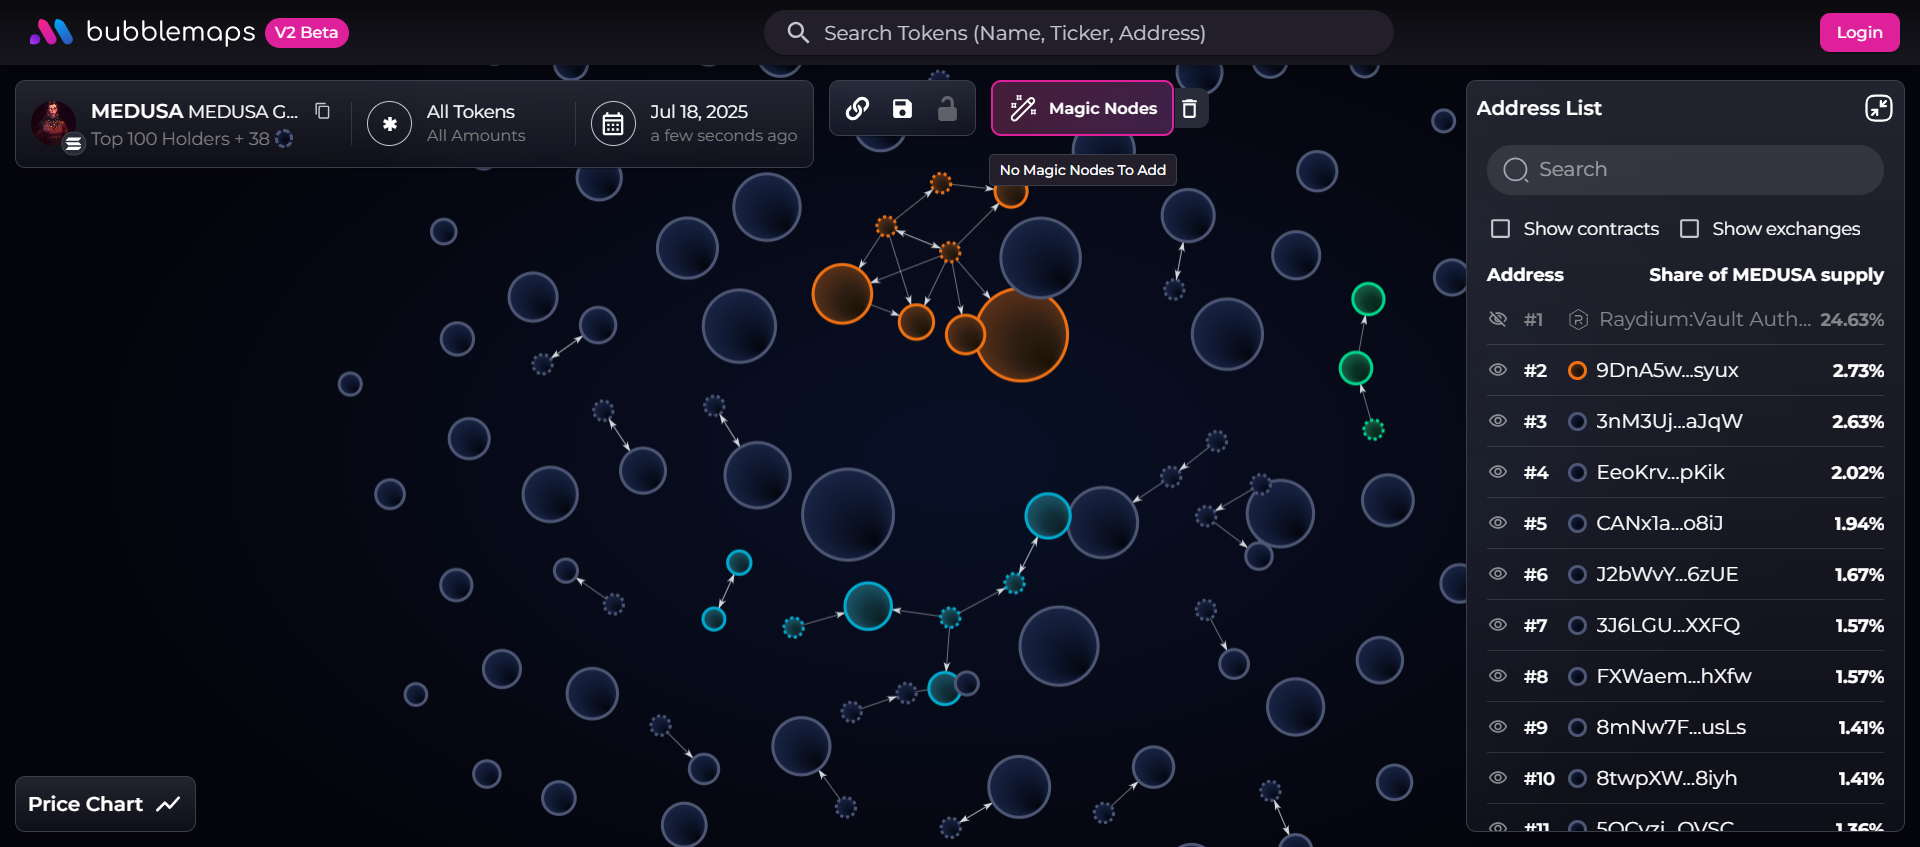 bubblemaps V2 Beta
Search Tokens (Name, Ticker, Address)
Login
MEDUSA MEDUSA G...
Top 100 Holders + 38
All Tokens
All Amounts
Jul 18, 2025
a few seconds ago
Magic Nodes
No Magic Nodes To Add
Address List
Search
Show contracts Show exchanges
Address Share of MEDUSA supply
#1 Raydium:Vault Auth... 24.63%
#2 9DnA5w...syux 2.73%
#3 3nM3Uj...aJqW 2.63%
#4 EeoKrv...pKik 2.02%
#5 CANx1a...o8iJ 1.94%
#6 J2bWvY...6zUE 1.67%
#7 3J6LGU...XXFQ 1.57%
#8 FXWaem...hXfw 1.57%
#9 8mNw7F...usLs 1.41%
#10 8twpXW...8iyh 1.41%
#11 1.36%
Price Chart